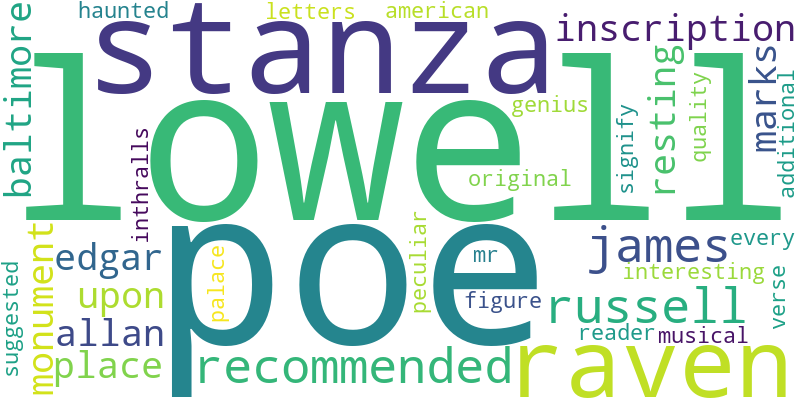 haunted
letters
american
baltimore
stanza
inscription
lowell
genius
resting
quality
marks
additional
signify
inthralls
original
poe
james
every
edgar
mr
interesting
monument
upon
palace
peculiar
figure
russell
verse
suggested
allan
reader
musical
place
recommended
raven